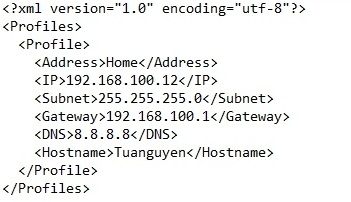 <?xml version="1.0" encoding="utf-8"?>
<Profiles>
  <Profile>
    <Address>Home</Address>
    <IP>192.168.100.12</IP>
    <Subnet>255.255.255.0</Subnet>
    <Gateway>192.168.100.1</Gateway>
    <DNS>8.8.8.8</DNS>
    <Hostname>Tuanguyen</Hostname>
  </Profile>
</Profiles>